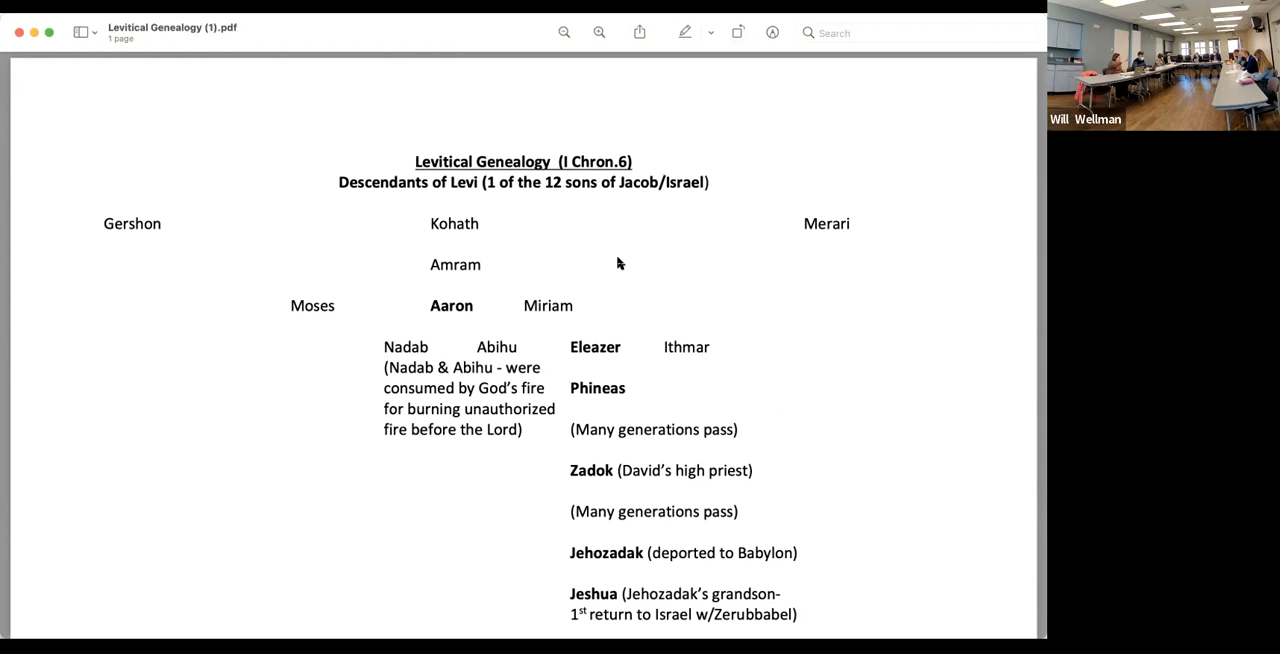 Levitical Genealogy (1).pdf
1 page
Search
Will Wellman
Levitical Genealogy (I Chron.6)
Descendants of Levi (1 of the 12 sons of Jacob/Israel)
Gershon Kohath Merari
Amram
Moses Aaron Miriam
Nadab Abihu Eleazer Ithmar
(Nadab & Abihu - were
consumed by God's fire Phineas
for burning unauthorized
fire before the Lord) (Many generations pass)
Zadok (David's high priest)
(Many generations pass)
Jehozadak (deported to Babylon)
Jeshua (Jehozadak's grandson-
1st return to Israel w/Zerubbabel)